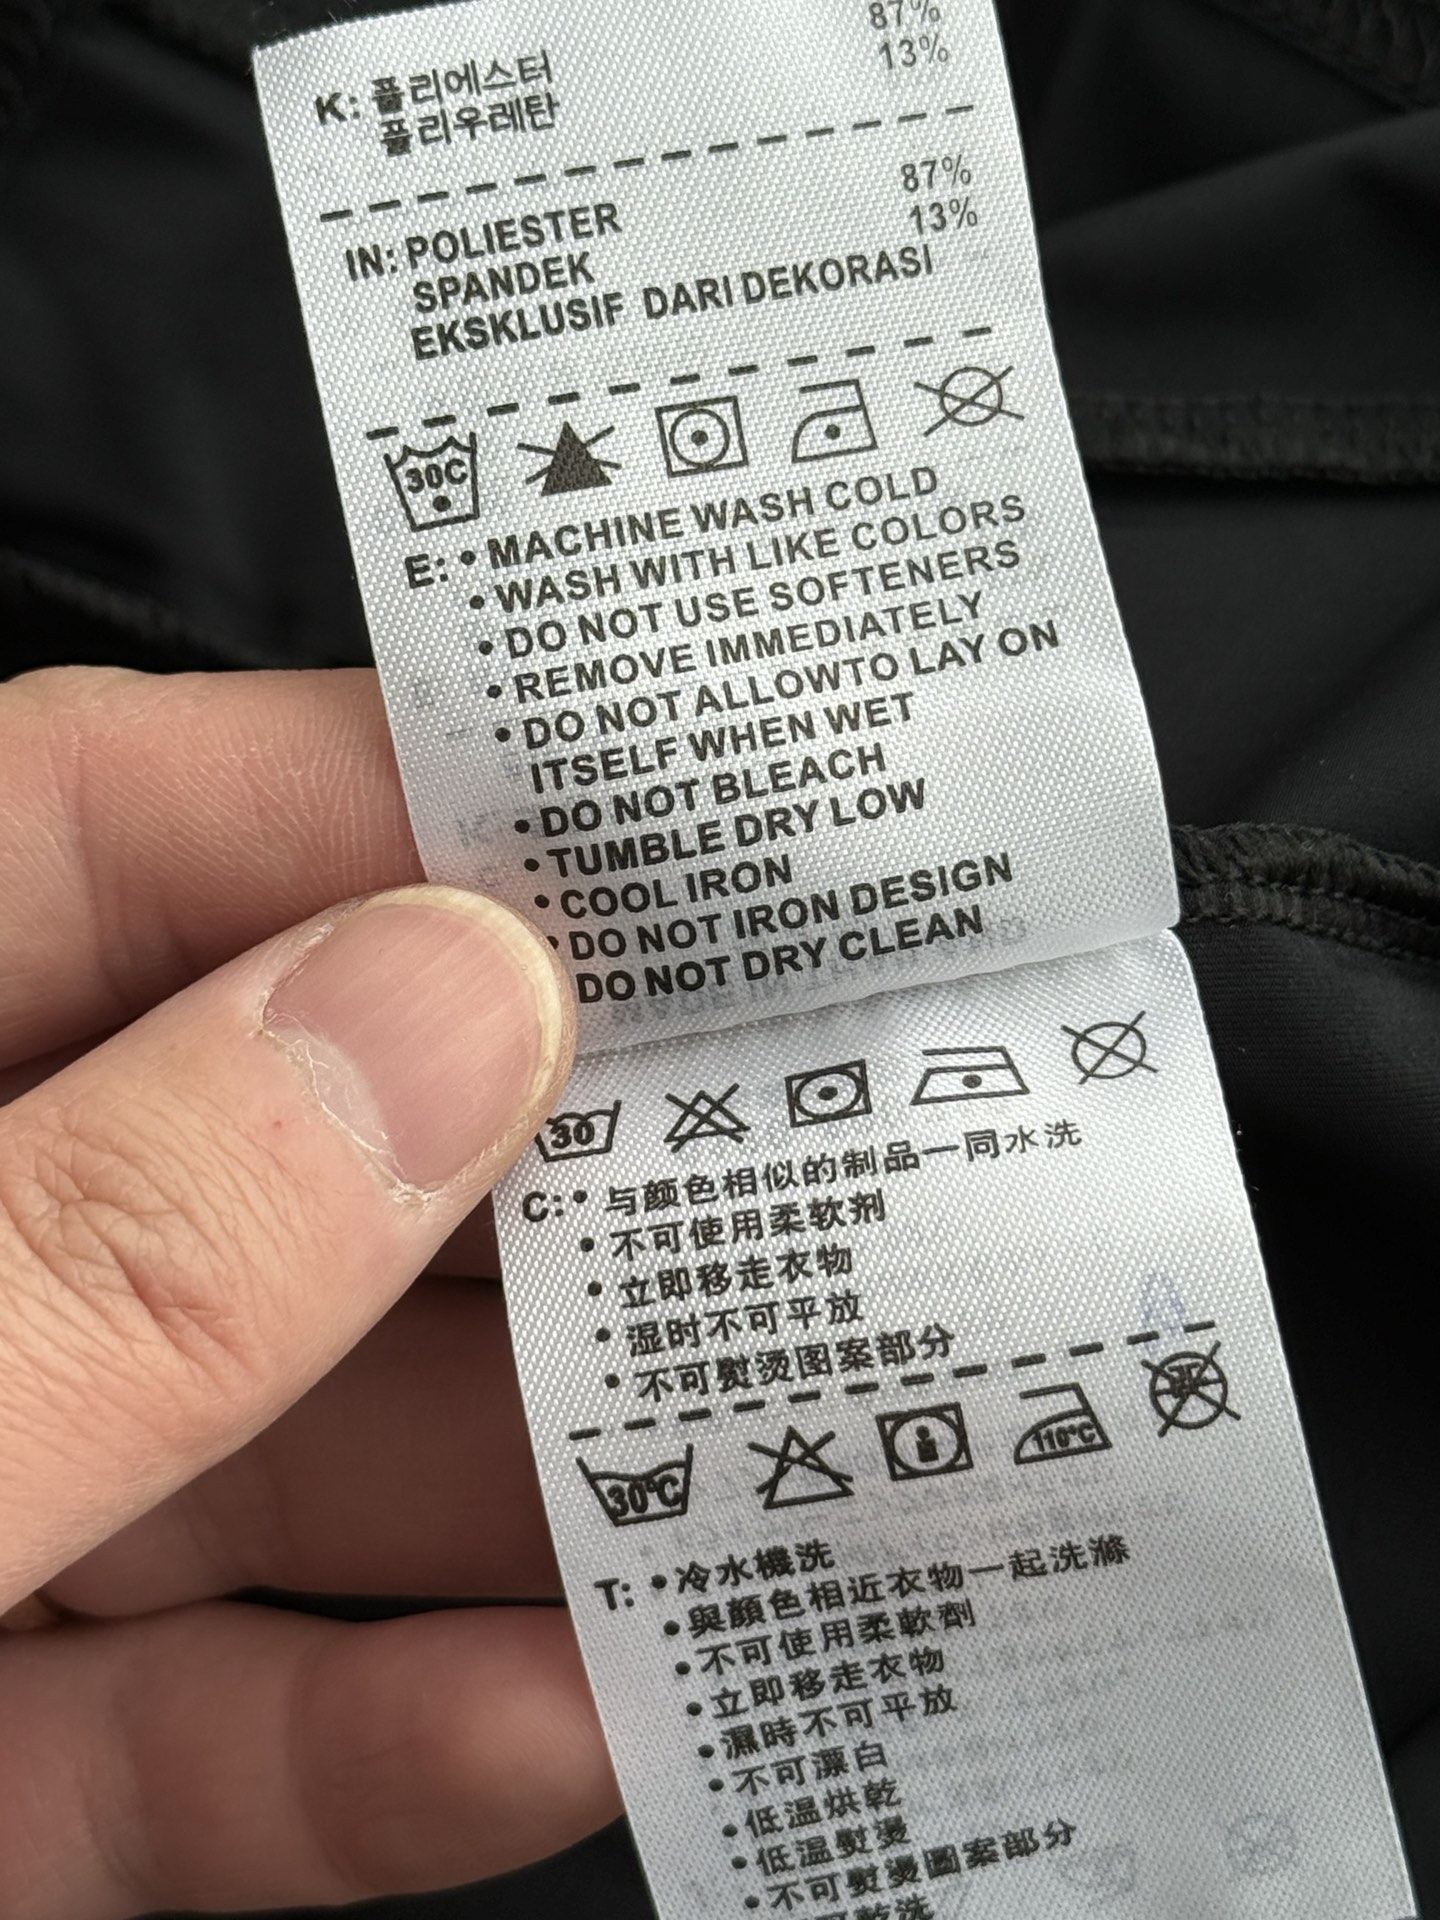 K: 폴리에스터 87%
폴리우레탄 13%
IN: POLIESTER 87%
SPANDEK 13%
EKSKLUSIF DARI DEKORASI
30C
E: • MACHINE WASH COLD
• WASH WITH LIKE COLORS
• DO NOT USE SOFTENERS
• REMOVE IMMEDIATELY
• DO NOT ALLOWTO LAY ON
ITSELF WHEN WET
• DO NOT BLEACH
• TUMBLE DRY LOW
• COOL IRON
• DO NOT IRON DESIGN
DO NOT DRY CLEAN
30
C: • 与颜色相似的制品一同水洗
• 不可使用柔软剂
• 立即移走衣物
• 湿时不可平放
• 不可熨烫图案部分
30°C 110°C
T: • 冷水機洗
• 與顏色相近衣物一起洗滌
• 不可使用柔軟劑
• 立即移走衣物
• 濕時不可平放
• 不可漂白
• 低温烘乾
• 低温熨燙
• 不可熨燙圖案部分
可乾洗